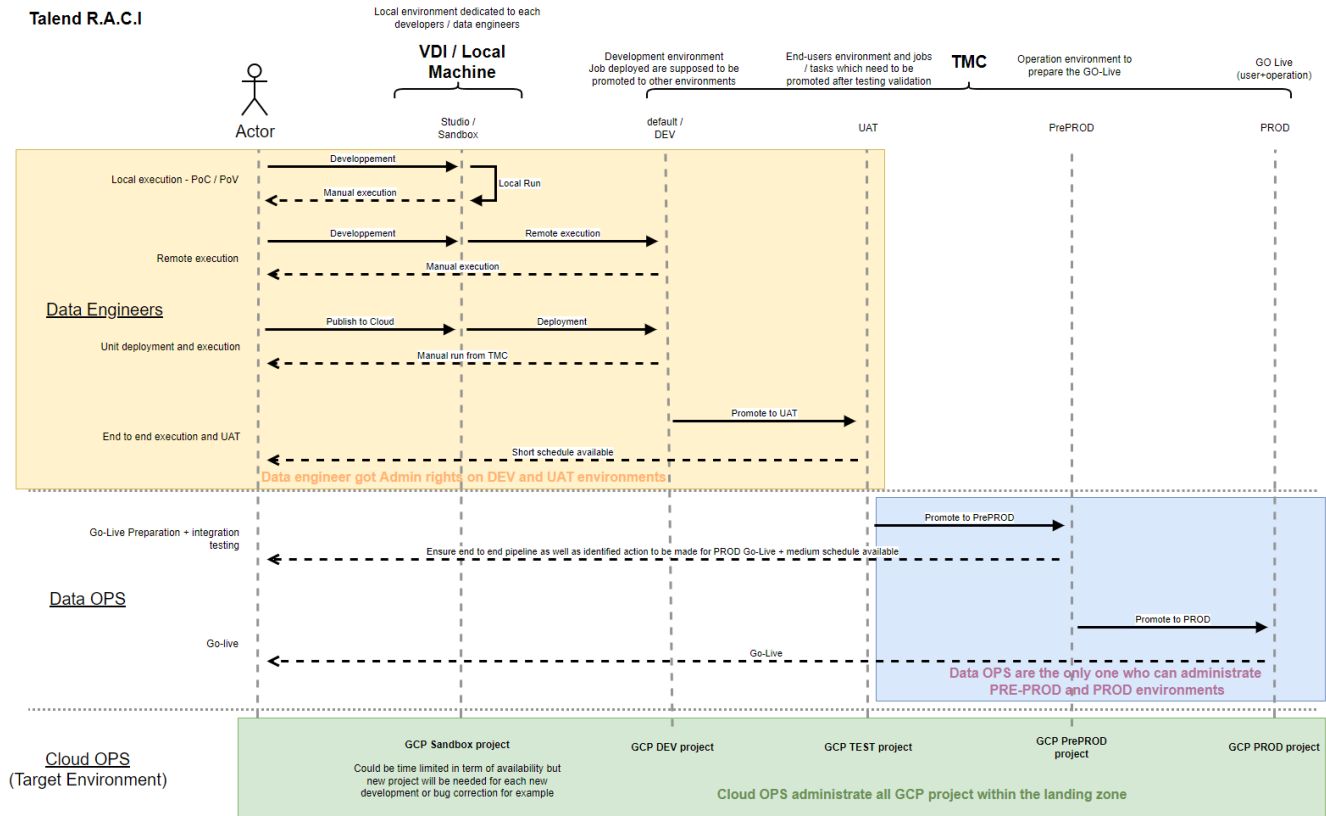 Talend R.A.C.I
Local environment dedicated to each
developers / data engineers
VDI / Local
Machine
Development environment
Job deployed are supposed to be
promoted to other environments
End-users environment and jobs
/ tasks which need to be
promoted after testing validation
TMC
Operation environment to
prepare the GO-Live
GO Live
(user+operation)
Actor
Studio /
Sandbox
default /
DEV
UAT
PrePROD
PROD
Local execution - PoC / PoV
Developpement
Local Run
Manual execution
Remote execution
Developpement
Remote execution
Manual execution
Data Engineers
Unit deployment and execution
Publish to Cloud
Deployment
Manual run from TMC
End to end execution and UAT
Promote to UAT
Short schedule available
Data engineer got Admin rights on DEV and UAT environments
Go-Live Preparation + integration
testing
Promote to PrePROD
Ensure end to end pipeline as well as identified action to be made for PROD Go-Live + medium schedule available
Data OPS
Go-live
Promote to PROD
Go-Live
Data OPS are the only one who can administrate
PRE-PROD and PROD environments
Cloud OPS
(Target Environment)
GCP Sandbox project
Could be time limited in term of availability but
new project will be needed for each new
development or bug correction for example
GCP DEV project
GCP TEST project
GCP PrePROD
project
GCP PROD project
Cloud OPS administrate all GCP project within the landing zone